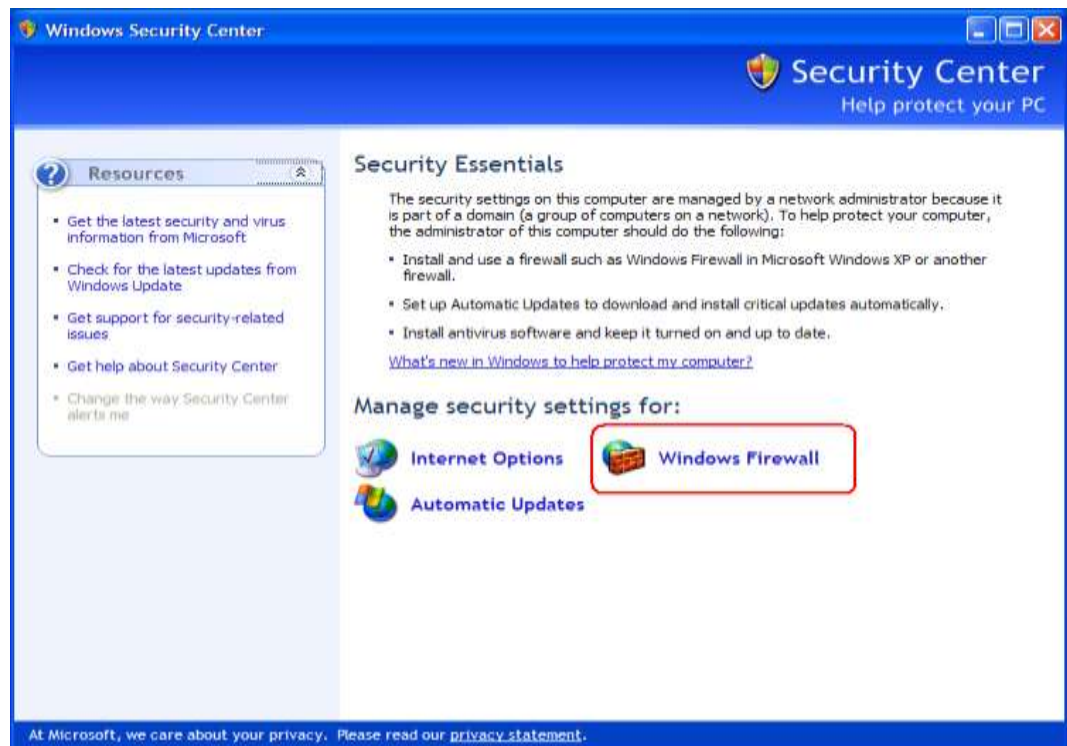 Windows Security Center
Security Center
Help protect your PC
Resources
Get the latest security and virus
information from Microsoft
Check for the latest updates from
Windows Update
Get support for security-related
issues
Get help about Security Center
Change the way Security Center
alerts me
Security Essentials
The security settings on this computer are managed by a network administrator because it
is part of a domain (a group of computers on a network). To help protect your computer,
the administrator of this computer should do the following:
Install and use a firewall such as Windows Firewall in Microsoft Windows XP or another
firewall.
Set up Automatic Updates to download and install critical updates automatically.
Install antivirus software and keep it turned on and up to date.
What's new in Windows to help protect my computer?
Manage security settings for:
Internet Options
Windows Firewall
Automatic Updates
At Microsoft, we care about your privacy. Please read our privacy statement.